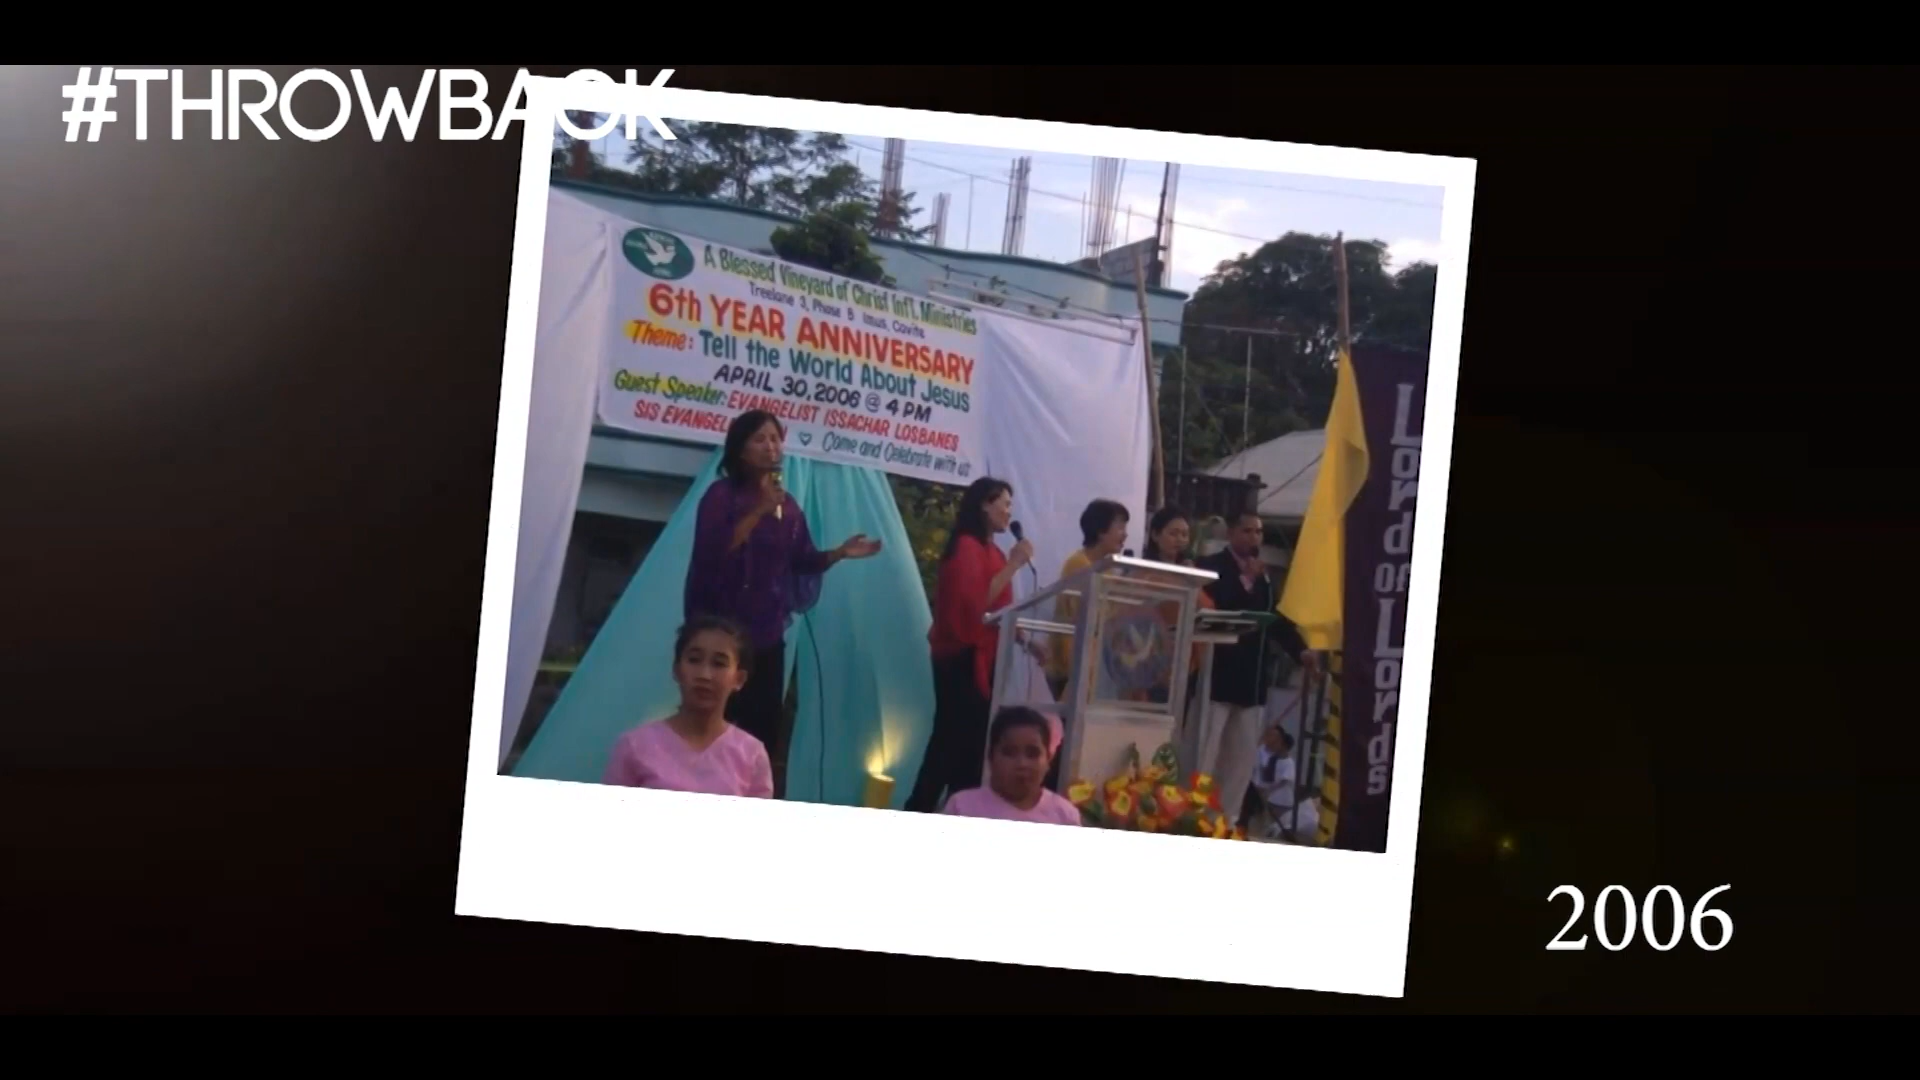 #THROWBACK
A Blessed Vineyard of Christ Int'l. Ministries
Treelane 3, Phase B Imus, Cavite
6th YEAR ANNIVERSARY
Theme: Tell the World About Jesus
APRIL 30, 2006 @ 4 PM
Guest Speaker: EVANGELIST ISSACHAR LOSBANES
SIS
Come and Celebrate with us
Lord of Lords
2006